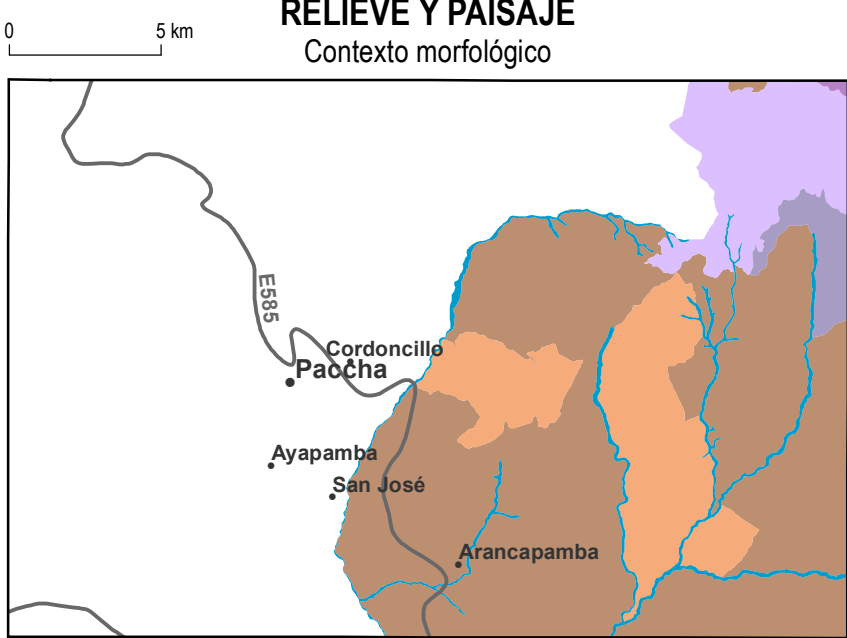 RELIEVE Y PAISAJE
Contexto morfológico
0 5 km
E585
Cordoncillo
Paccha
Ayapamba
San José
Arancapamba